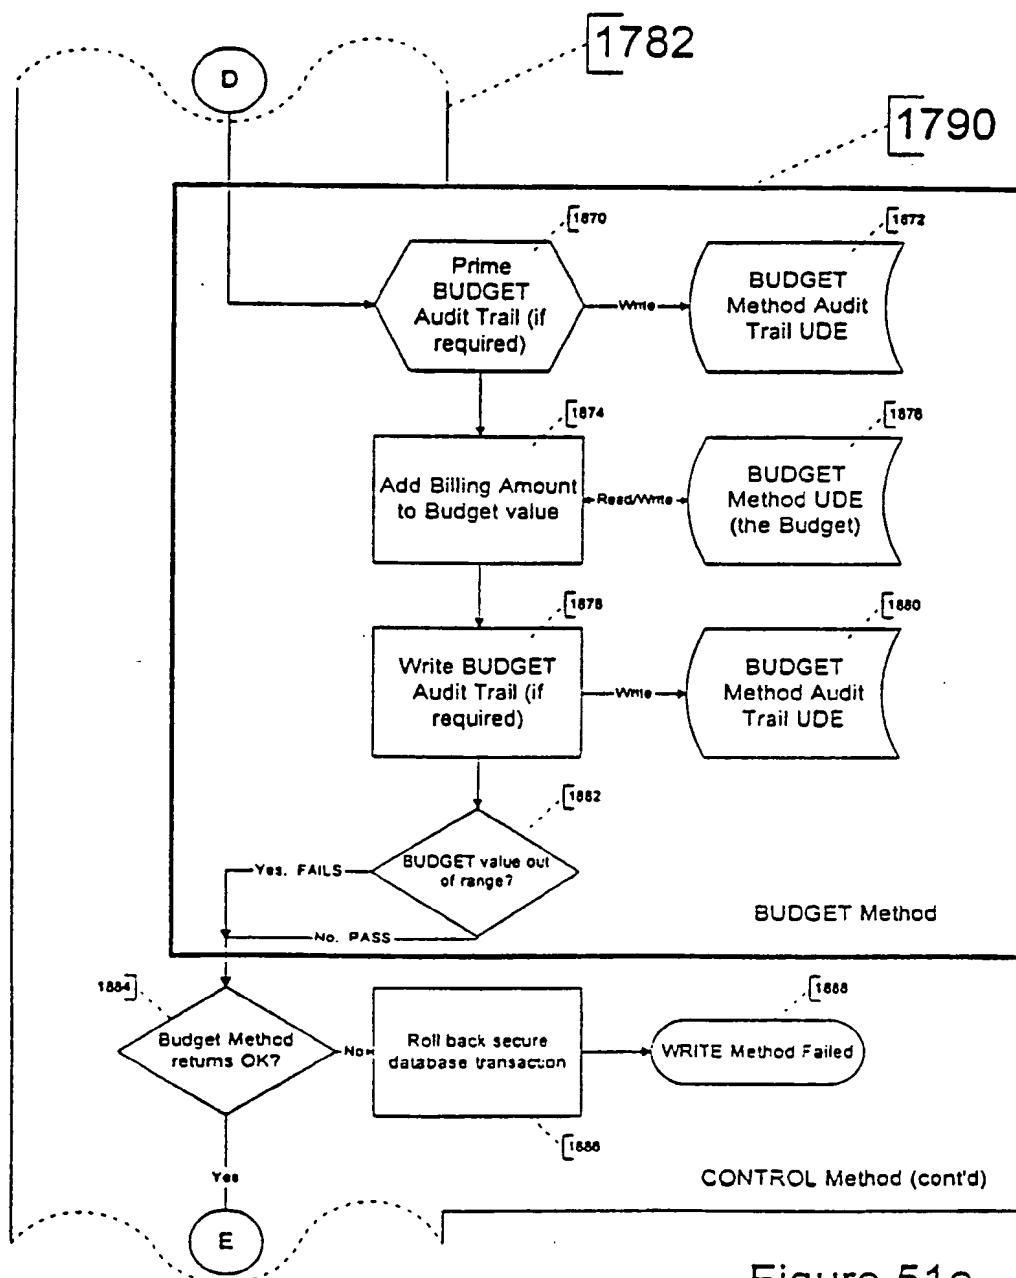 1782
D
1790
1870
1872
Prime
BUDGET
Audit Trail (if
required)
Write
BUDGET
Method Audit
Trail UDE
1874
1876
Add Billing Amount
to Budget value
Read/Write
BUDGET
Method UDE
(the Budget)
1878
1880
Write BUDGET
Audit Trail (if
required)
Write
BUDGET
Method Audit
Trail UDE
1882
BUDGET value out
of range?
Yes. FAILS
No. PASS
BUDGET Method
1884
1888
Budget Method
returns OK?
No
Roll back secure
database transaction
WRITE Method Failed
1886
Yes
CONTROL Method (cont'd)
E